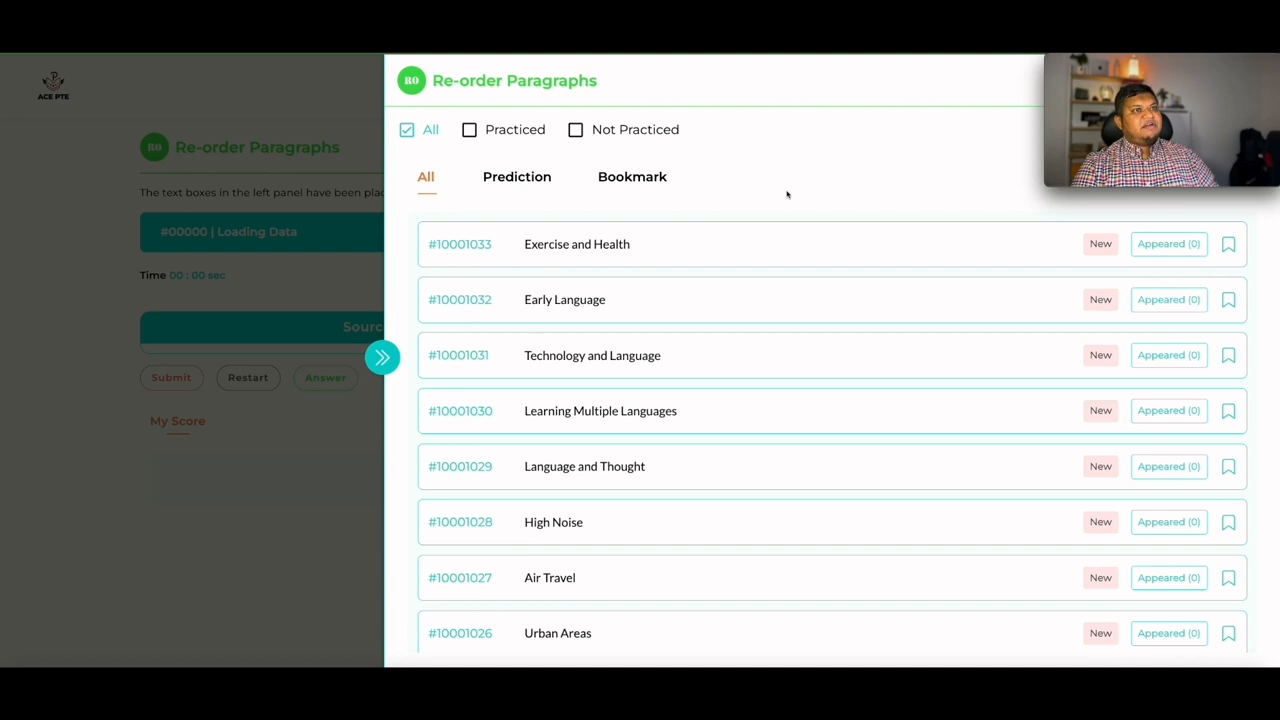 ACE PTE
RO Re-order Paragraphs
The text boxes in the left panel have been plac
#00000 | Loading Data
Time 00 : 00 sec
Sourc
Submit Restart Answer
My Score
RO Re-order Paragraphs
All Practiced Not Practiced
All Prediction Bookmark
#10001033 Exercise and Health New Appeared (0)
#10001032 Early Language New Appeared (0)
#10001031 Technology and Language New Appeared (0)
#10001030 Learning Multiple Languages New Appeared (0)
#10001029 Language and Thought New Appeared (0)
#10001028 High Noise New Appeared (0)
#10001027 Air Travel New Appeared (0)
#10001026 Urban Areas New Appeared (0)